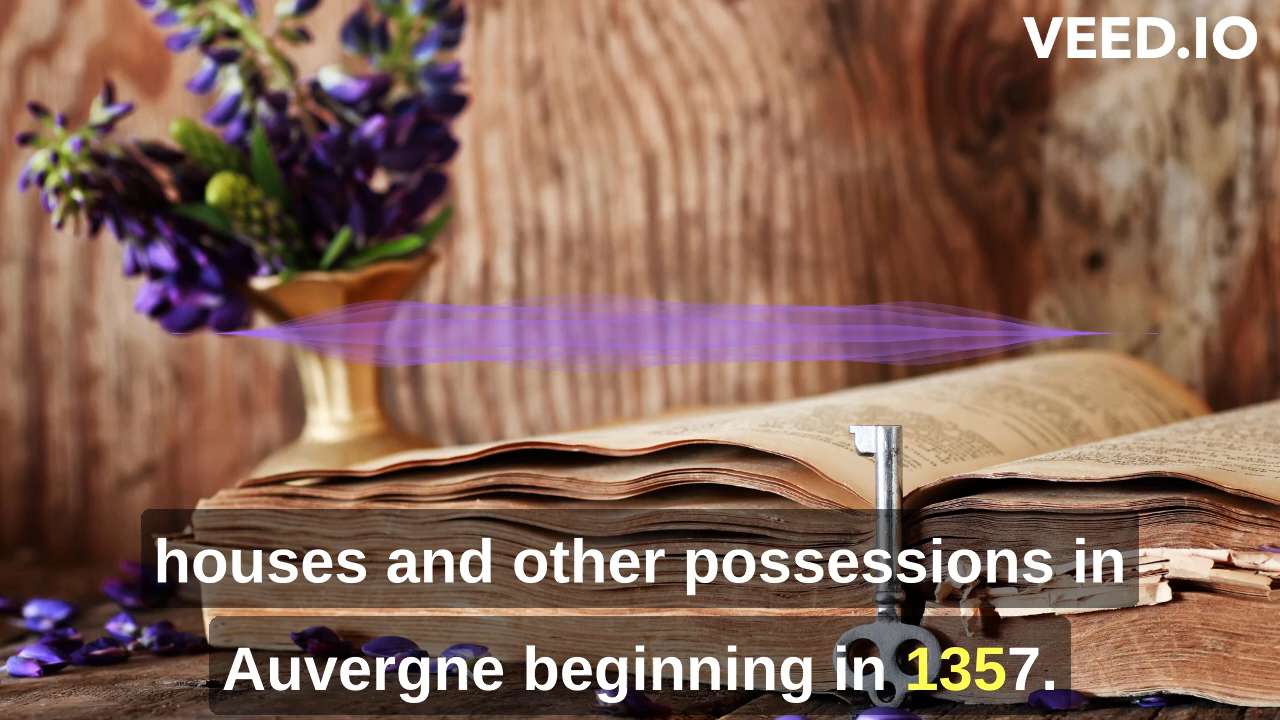 VEED.IO
houses and other possessions in
Auvergne beginning in 1357.